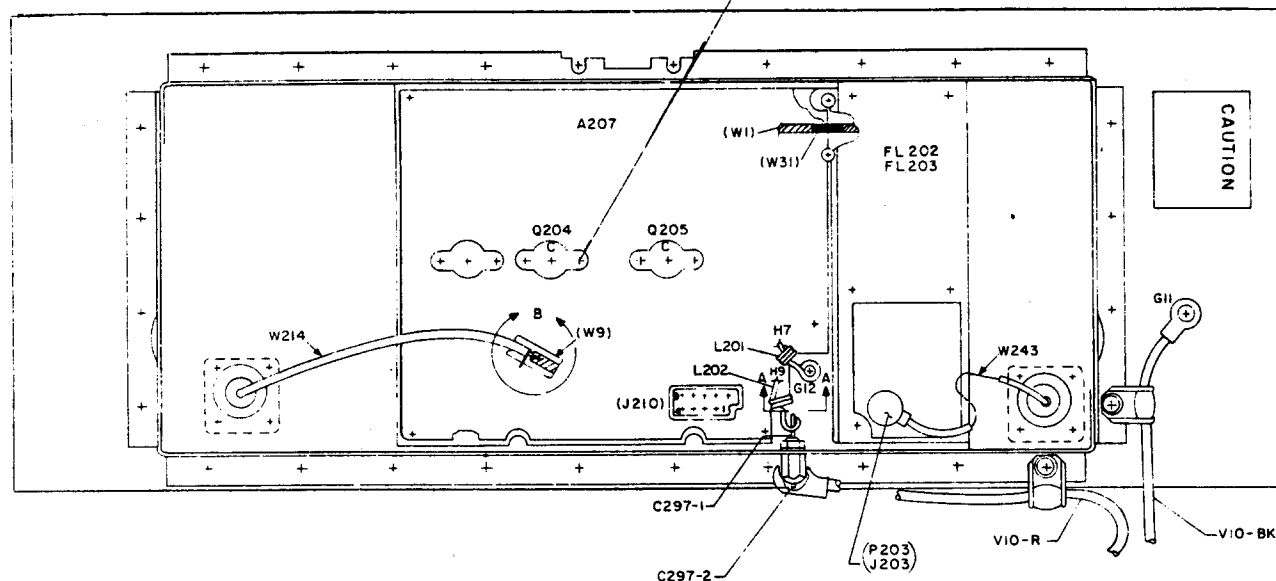 A207
(W1)
(W31)
FL202
FL203
CAUTION
Q204
C
Q205
C
G11
B
(W9)
W214
H7
L201
W243
L202
H9
A
A
G12
(J210)
C297-1
V10-R
V10-BK
(P203)
(J203)
C297-2